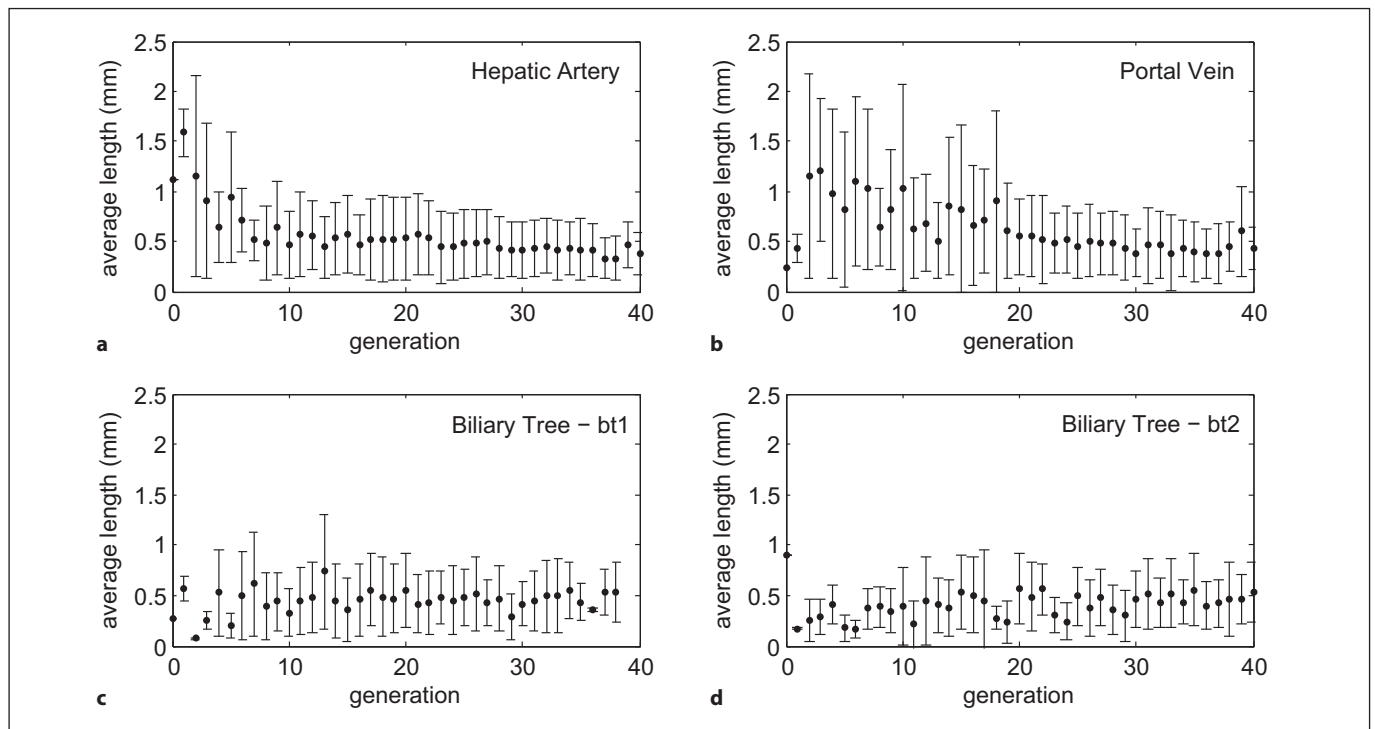 2.5
2
1.5
1
0.5
0
average length (mm)
Hepatic Artery
0 10 20 30 40
generation
a
2.5
2
1.5
1
0.5
0
average length (mm)
Portal Vein
0 10 20 30 40
generation
b
2.5
2
1.5
1
0.5
0
average length (mm)
Biliary Tree − bt1
0 10 20 30 40
generation
c
2.5
2
1.5
1
0.5
0
average length (mm)
Biliary Tree − bt2
0 10 20 30 40
generation
d